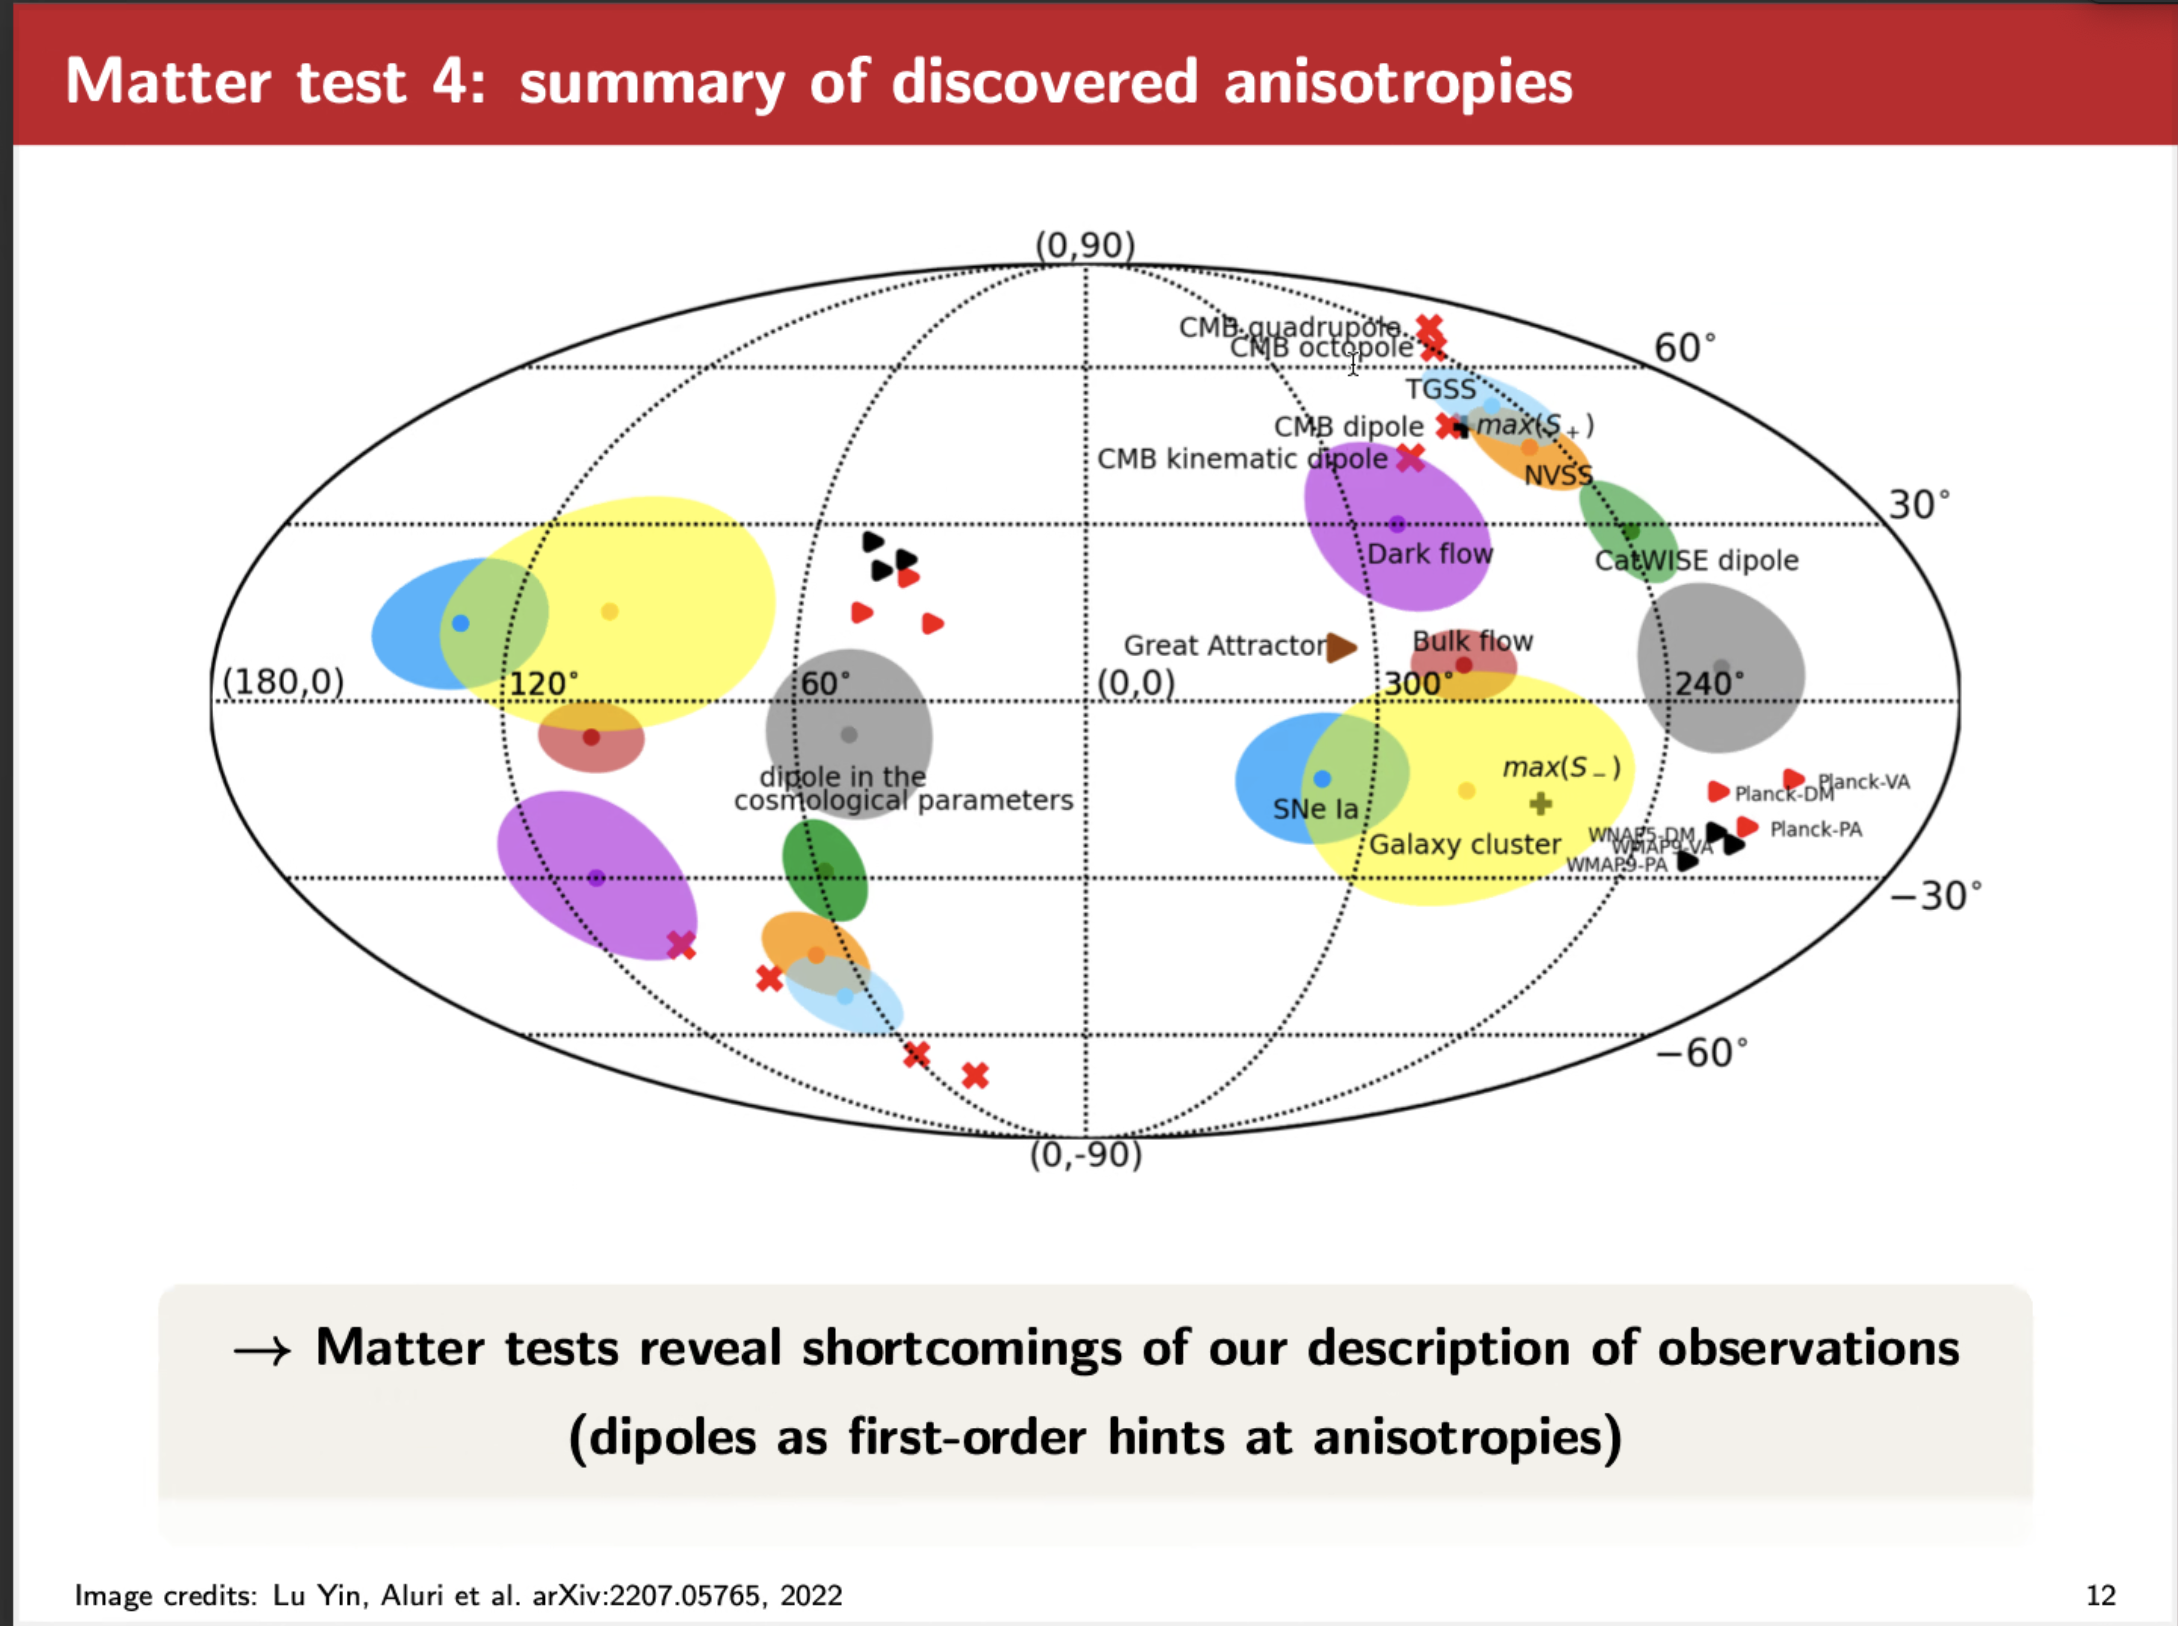 Matter test 4: summary of discovered anisotropies
(0,90)
CMB quadrupole
60°
CMB octopole
TGSS
CMB dipole
max(S₊)
CMB kinematic dipole
NVSS
30°
Dark flow
CatWISE dipole
Great Attractor
Bulk flow
(180,0)
120°
60°
(0,0)
300°
240°
max(S₋)
dipole in the
cosmological parameters
Planck-VA
Planck-DM
SNe Ia
Planck-PA
Galaxy cluster
WMAP9-VA
WMAP9-PA
−30°
−60°
(0,-90)
→ Matter tests reveal shortcomings of our description of observations
(dipoles as first-order hints at anisotropies)
Image credits: Lu Yin, Aluri et al. arXiv:2207.05765, 2022
12